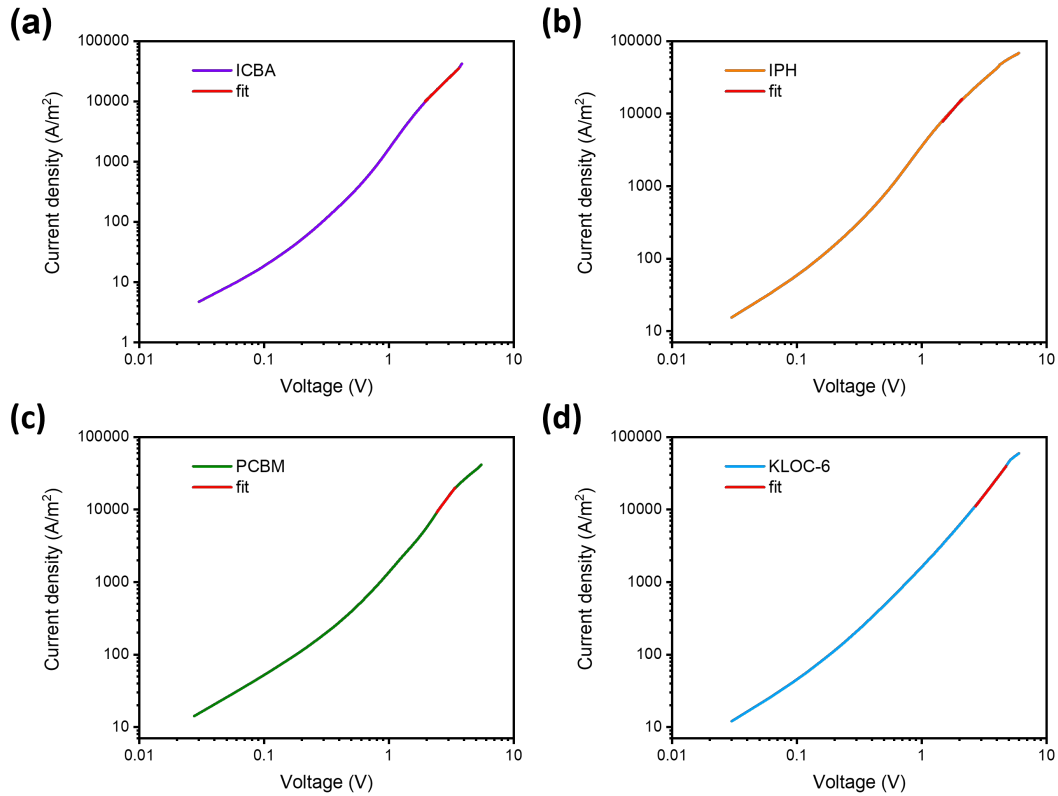 (a)
100000
10000
1000
100
10
1
0.01
0.1
1
10
Current density (A/m²)
Voltage (V)
ICBA
fit
(b)
100000
10000
1000
100
10
0.01
0.1
1
10
Current density (A/m²)
Voltage (V)
IPH
fit
(c)
100000
10000
1000
100
10
0.01
0.1
1
10
Current density (A/m²)
Voltage (V)
PCBM
fit
(d)
100000
10000
1000
100
10
0.01
0.1
1
10
Current density (A/m²)
Voltage (V)
KLOC-6
fit